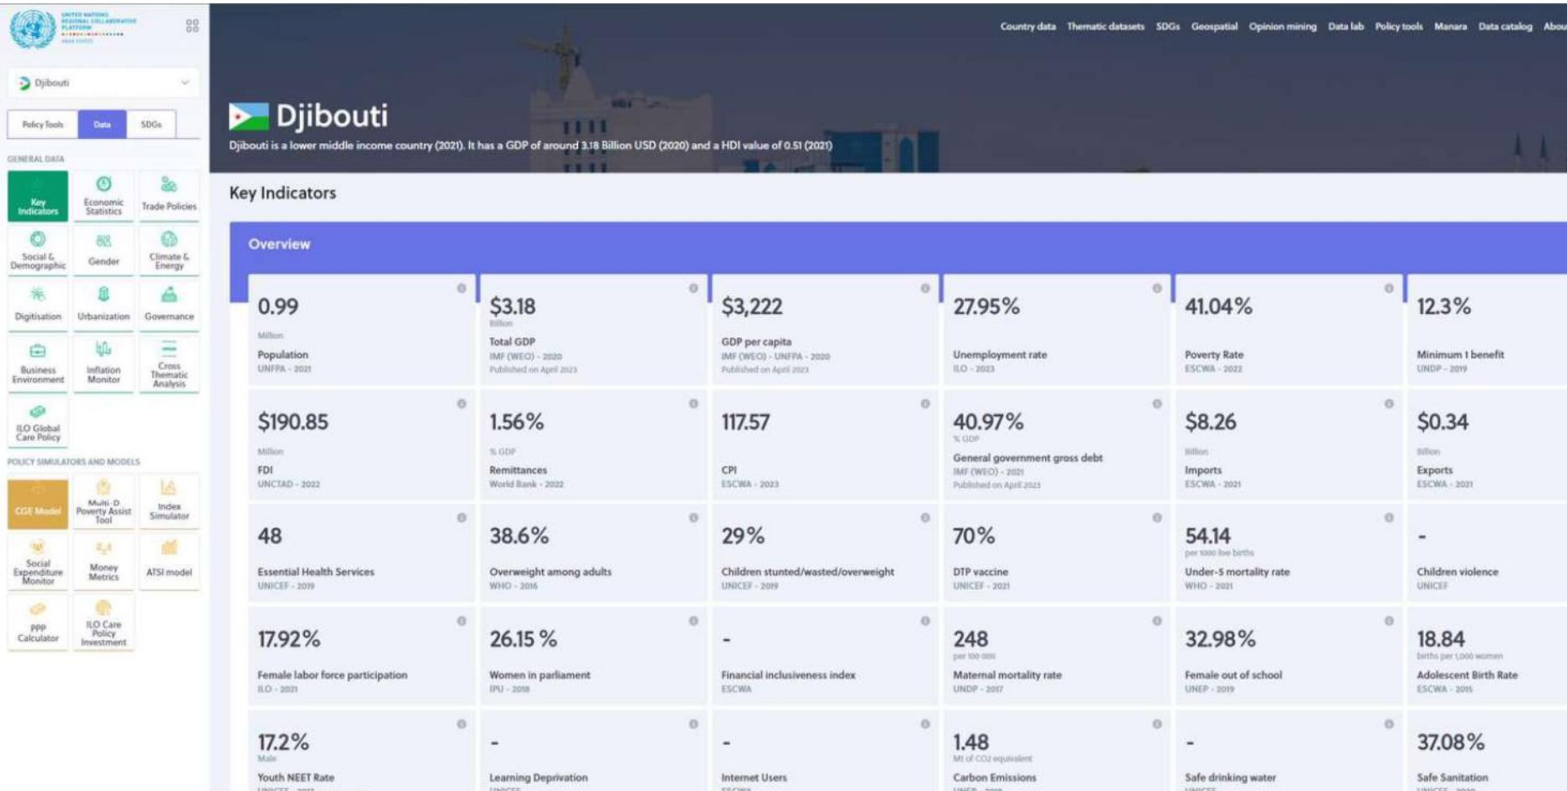 UNITED NATIONS
REGIONAL COLLABORATIVE
PLATFORM
ARAB STATES
Country data Thematic datasets SDGs Geospatial Opinion mining Data lab Policy tools Manara Data catalog Abou
Djibouti
Policy Tools Data SDGs
GENERAL DATA
Key Indicators
Economic Statistics
Trade Policies
Social & Demographic
Gender
Climate & Energy
Digitisation
Urbanization
Governance
Business Environment
Inflation Monitor
Cross Thematic Analysis
ILO Global Care Policy
POLICY SIMULATORS AND MODELS
CGE Model
Multi-D Poverty Assist Tool
Index Simulator
Social Expenditure Monitor
Money Metrics
ATSI model
PPP Calculator
ILO Care Policy Investment
Djibouti
Djibouti is a lower middle income country (2021). It has a GDP of around 3.18 Billion USD (2020) and a HDI value of 0.51 (2021)
Key Indicators
Overview
0.99
Million
Population
UNFPA - 2021
$3.18
Billion
Total GDP
IMF (WEO) - 2020
Published on April 2023
$3,222
GDP per capita
IMF (WEO) - UNFPA - 2020
Published on April 2023
27.95%
Unemployment rate
ILO - 2023
41.04%
Poverty Rate
ESCWA - 2022
12.3%
Minimum 1 benefit
UNDP - 2019
$190.85
Million
FDI
UNCTAD - 2022
1.56%
% GDP
Remittances
World Bank - 2022
117.57
CPI
ESCWA - 2023
40.97%
% GDP
General government gross debt
IMF (WEO) - 2021
Published on April 2023
$8.26
Billion
Imports
ESCWA - 2021
$0.34
Billion
Exports
ESCWA - 2021
48
Essential Health Services
UNICEF - 2019
38.6%
Overweight among adults
WHO - 2016
29%
Children stunted/wasted/overweight
UNICEF - 2019
70%
DTP vaccine
UNICEF - 2021
54.14
per 1000 live births
Under-5 mortality rate
WHO - 2021
-
Children violence
UNICEF
17.92%
Female labor force participation
ILO - 2021
26.15 %
Women in parliament
IPU - 2018
-
Financial inclusiveness index
ESCWA
248
per 100 000
Maternal mortality rate
UNDP - 2017
32.98%
Female out of school
UNEP - 2019
18.84
births per 1,000 women
Adolescent Birth Rate
ESCWA - 2015
17.2%
Male
Youth NEET Rate
-
Learning Deprivation
-
Internet Users
1.48
Mt of CO2 equivalent
Carbon Emissions
-
Safe drinking water
37.08%
Safe Sanitation